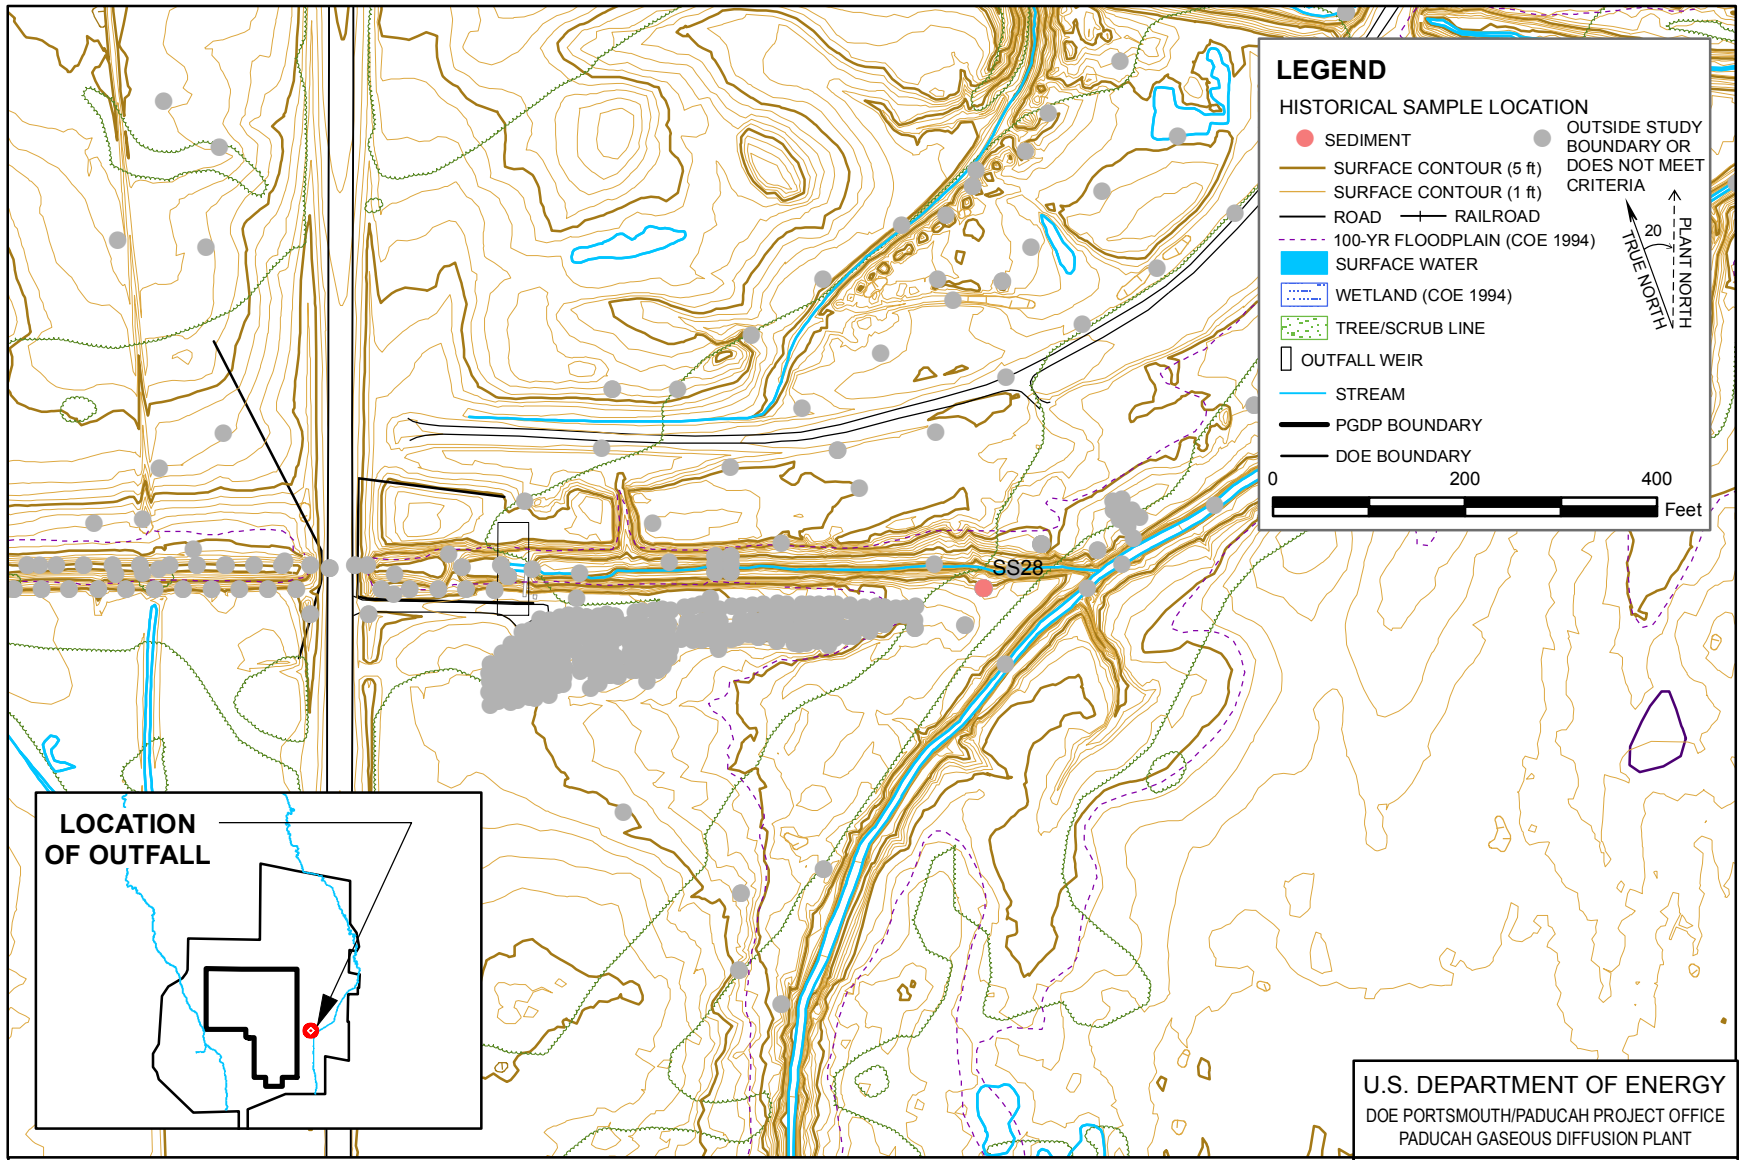 LEGEND
HISTORICAL SAMPLE LOCATION
SEDIMENT
OUTSIDE STUDY
BOUNDARY OR
DOES NOT MEET
CRITERIA
SURFACE CONTOUR (5 ft)
SURFACE CONTOUR (1 ft)
ROAD
RAILROAD
100-YR FLOODPLAIN (COE 1994)
SURFACE WATER
WETLAND (COE 1994)
TREE/SCRUB LINE
OUTFALL WEIR
STREAM
PGDP BOUNDARY
DOE BOUNDARY
20
TRUE NORTH
PLANT NORTH
0 200 400
Feet
SS28
LOCATION
OF OUTFALL
U.S. DEPARTMENT OF ENERGY
DOE PORTSMOUTH/PADUCAH PROJECT OFFICE
PADUCAH GASEOUS DIFFUSION PLANT